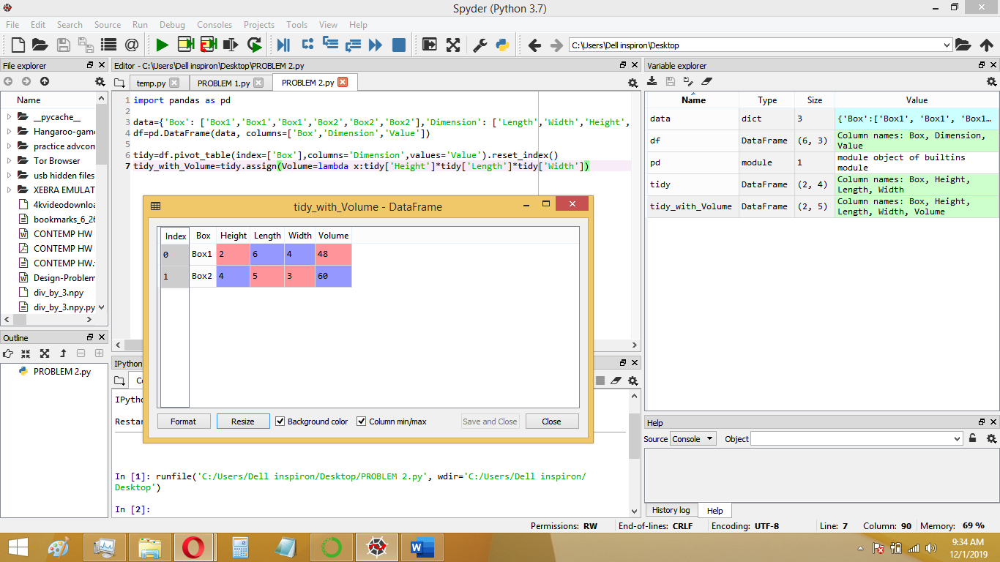 Spyder (Python 3.7)
File Edit Search Source Run Debug Consoles Projects Tools View Help
C:\Users\Dell inspiron\Desktop
File explorer
Name
__pycache__
Hangaroo-gam
practice advcom
Tor Browser
usb hidden files
XEBRA EMULAT
4kvideodownloa
bookmarks_6_26
CONTEMP HW
CONTEMP HW
CONTEMP HW.
Design-Problem
div_by_3.npy
div_by_3.npy.py
Outline
PROBLEM 2.py
Editor - C:\Users\Dell inspiron\Desktop\PROBLEM 2.py
temp.py PROBLEM 1.py PROBLEM 2.py
1 import pandas as pd
2
3 data={'Box': ['Box1','Box1','Box1','Box2','Box2','Box2'],'Dimension': ['Length','Width','Height',
4 df=pd.DataFrame(data, columns=['Box','Dimension','Value'])
5
6 tidy=df.pivot_table(index=['Box'],columns='Dimension',values='Value').reset_index()
7 tidy_with_Volume=tidy.assign(Volume=lambda x:tidy['Height']*tidy['Length']*tidy['Width'])
tidy_with_Volume - DataFrame
Index Box Height Length Width Volume
0 Box1 2 6 4 48
1 Box2 4 5 3 60
Format Resize Background color Column min/max Save and Close Close
IPython
Co
IPytho
Restar
In [1]: runfile('C:/Users/Dell inspiron/Desktop/PROBLEM 2.py', wdir='C:/Users/Dell inspiron/
Desktop')
In [2]:
Variable explorer
Name Type Size Value
data dict 3 {'Box':['Box1', 'Box1', 'Box1…
df DataFrame (6, 3) Column names: Box, Dimension,
Value
pd module 1 module object of builtins
module
tidy DataFrame (2, 4) Column names: Box, Height,
Length, Width
tidy_with_Volume DataFrame (2, 5) Column names: Box, Height,
Length, Width, Volume
Help
Source Console Object
History log Help
Permissions: RW End-of-lines: CRLF Encoding: UTF-8 Line: 7 Column: 90 Memory: 69 %
9:34 AM
12/1/2019